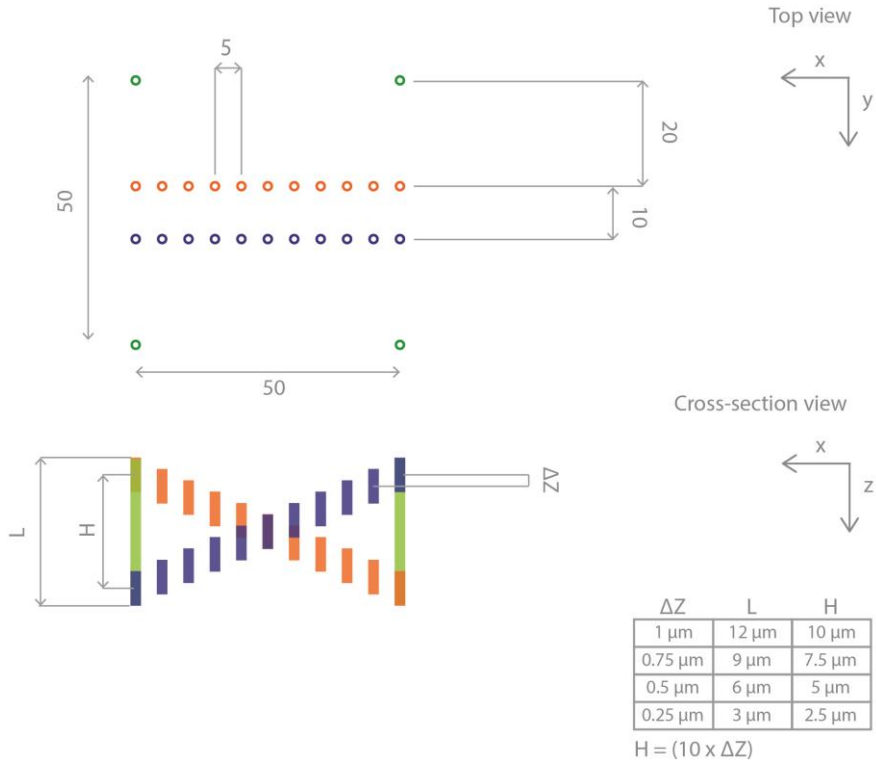 Top view
5
x
y
20
50
10
50
Cross-section view
x
z
ΔZ
L
H
ΔZ L H
1 μm 12 μm 10 μm
0.75 μm 9 μm 7.5 μm
0.5 μm 6 μm 5 μm
0.25 μm 3 μm 2.5 μm
H = (10 x ΔZ)